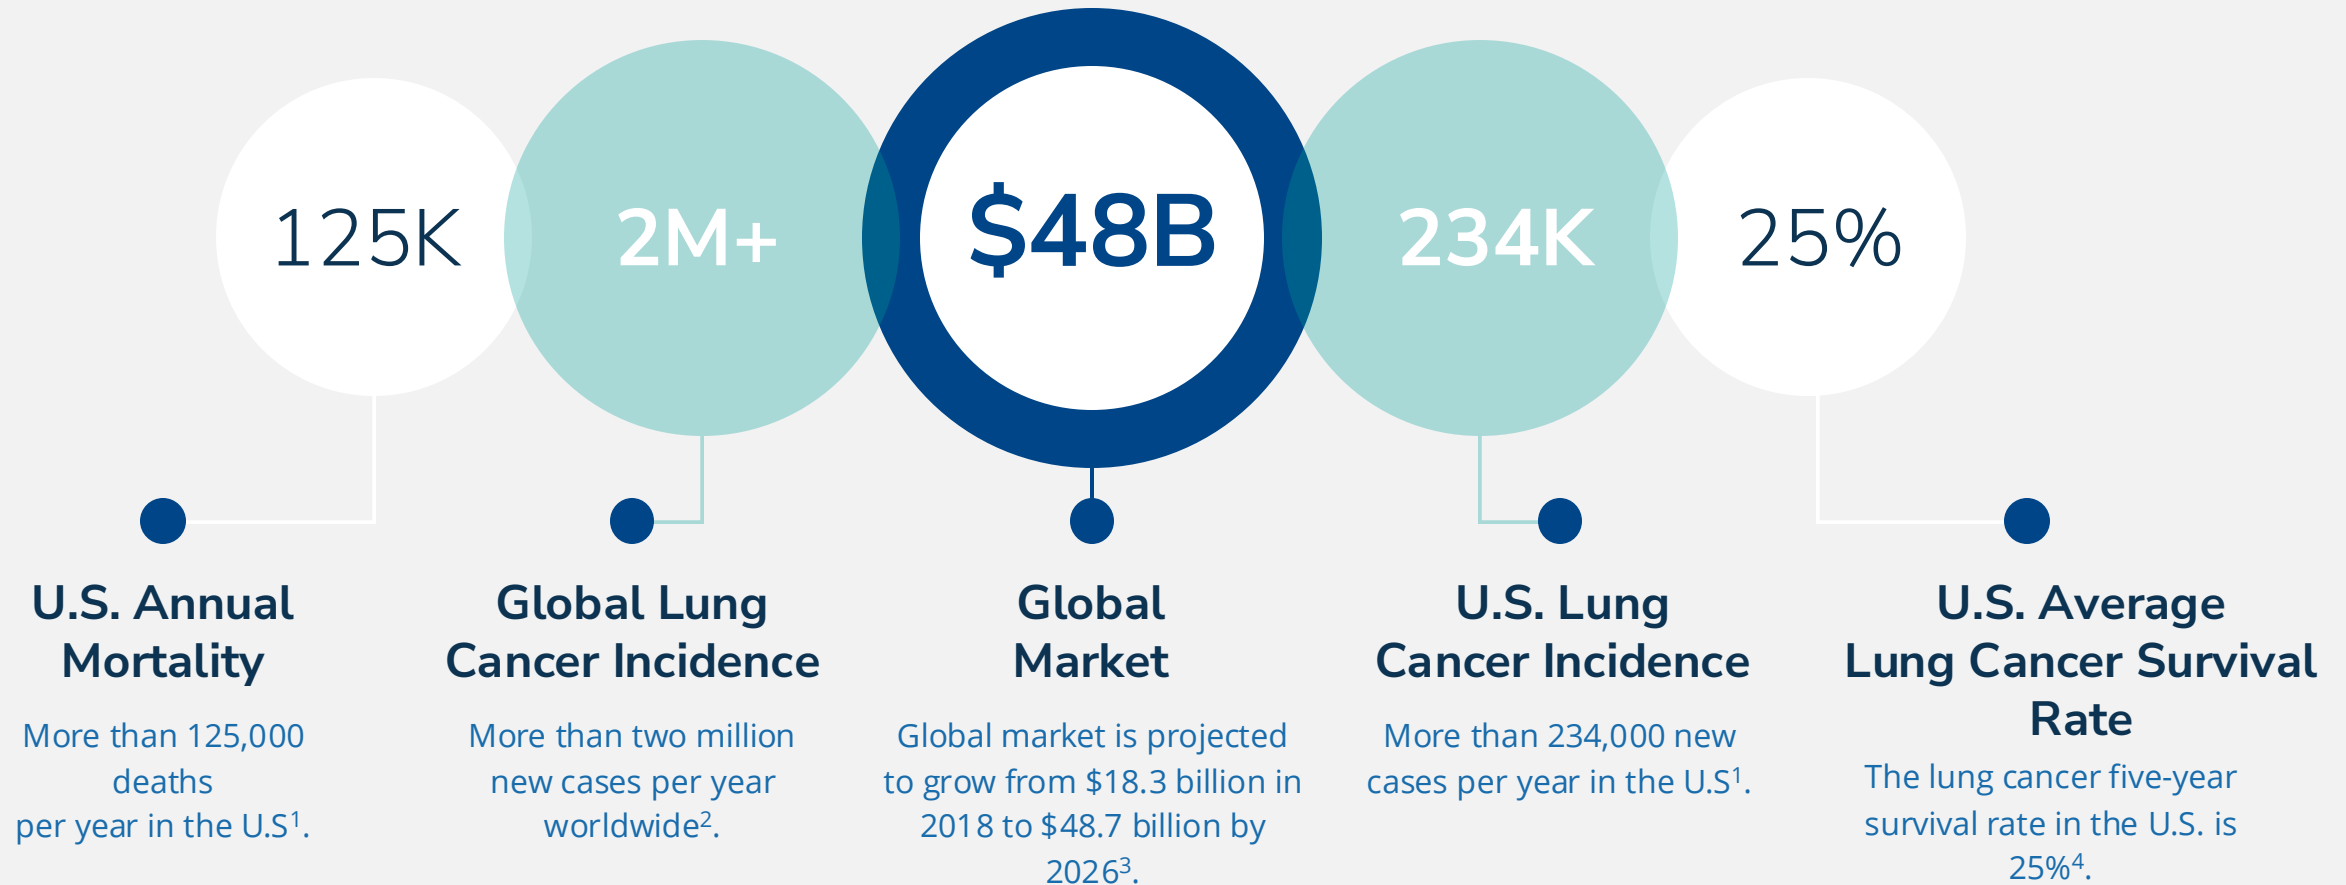 125K
2M+
$48B
234K
25%
U.S. Annual
Mortality
More than 125,000
deaths
per year in the U.S¹.
Global Lung
Cancer Incidence
More than two million
new cases per year
worldwide².
Global
Market
Global market is projected
to grow from $18.3 billion in
2018 to $48.7 billion by
2026³.
U.S. Lung
Cancer Incidence
More than 234,000 new
cases per year in the U.S¹.
U.S. Average
Lung Cancer Survival
Rate
The lung cancer five-year
survival rate in the U.S. is
25%⁴.